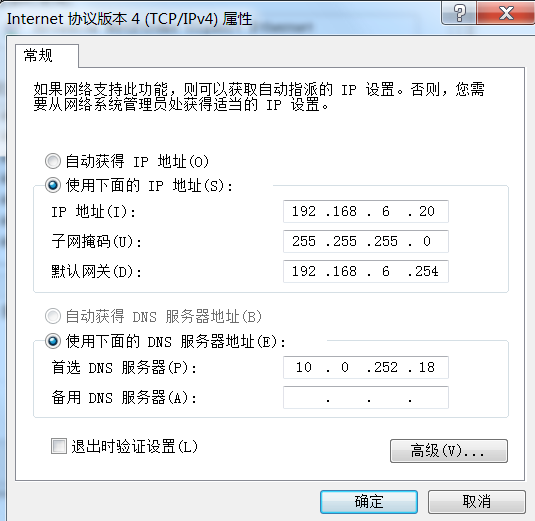 Internet 协议版本 4 (TCP/IPv4) 属性
常规
如果网络支持此功能，则可以获取自动指派的 IP 设置。否则，您需
要从网络系统管理员处获得适当的 IP 设置。
自动获得 IP 地址(O)
使用下面的 IP 地址(S):
IP 地址(I): 192 .168 . 6 . 20
子网掩码(U): 255 .255 .255 . 0
默认网关(D): 192 .168 . 6 .254
自动获得 DNS 服务器地址(B)
使用下面的 DNS 服务器地址(E):
首选 DNS 服务器(P): 10 . 0 .252 . 18
备用 DNS 服务器(A): . . .
退出时验证设置(L)
高级(V)...
确定
取消